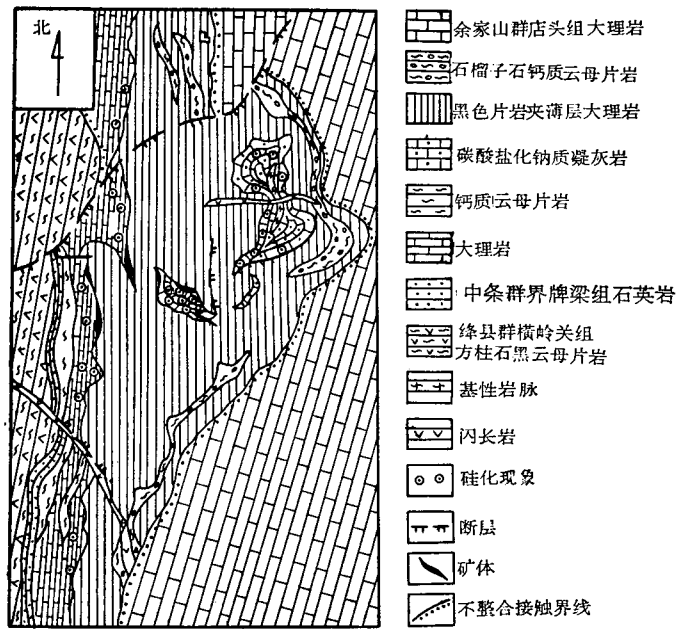 北
余家山群店头组大理岩
石榴子石钙质云母片岩
黑色片岩夹薄层大理岩
碳酸盐化钠质凝灰岩
钙质云母片岩
大理岩
中条群界牌梁组石英岩
绛县群横岭关组
方柱石黑云母片岩
基性岩脉
闪长岩
硅化现象
断层
矿体
不整合接触界线